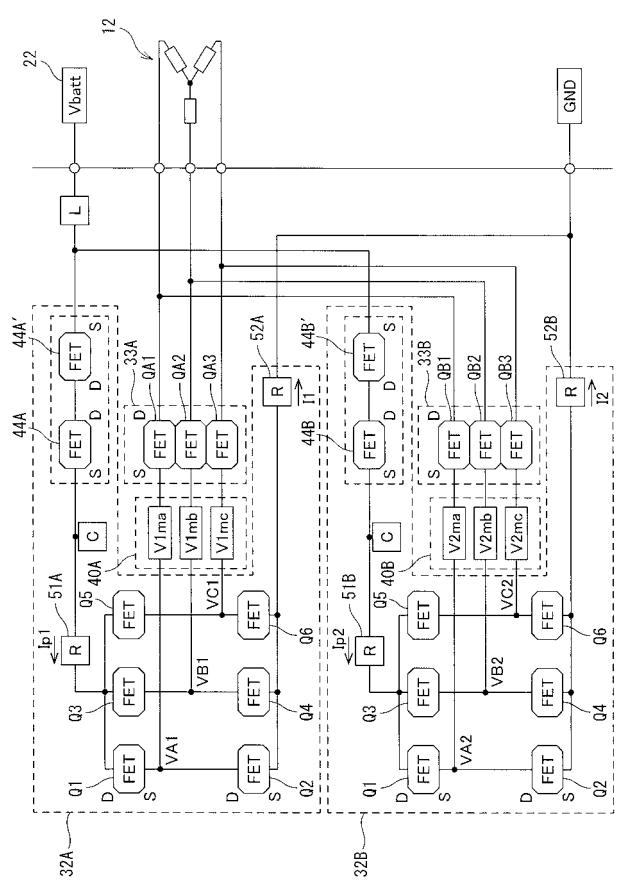 44A 44A′
Ip1 51A 22
R FET FET L Vbatt
S D D S
C
32A Q1 Q3 Q5 40A 33A 12
D FET FET FET
S
S D
V1ma FET QA1
VA1
V1mb FET QA2
VB1
V1mc FET QA3
VC1
D FET FET FET
S
R 52A
I1
Q2 Q4 Q6
44B 44B′
Ip2 51B
R FET FET
S D D S
C
32B Q1 Q3 Q5 40B 33B
D FET FET FET
S
S D
V2ma FET QB1
VA2
V2mb FET QB2
VB2
V2mc FET QB3
VC2
D FET FET FET
S
R 52B GND
I2
Q2 Q4 Q6